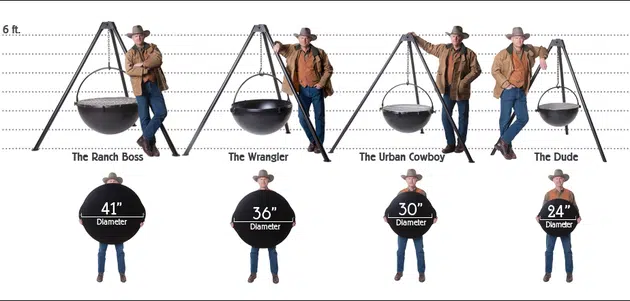 6 ft.
The Ranch Boss
The Wrangler
The Urban Cowboy
The Dude
41"
Diameter
36"
Diameter
30"
Diameter
24"
Diameter